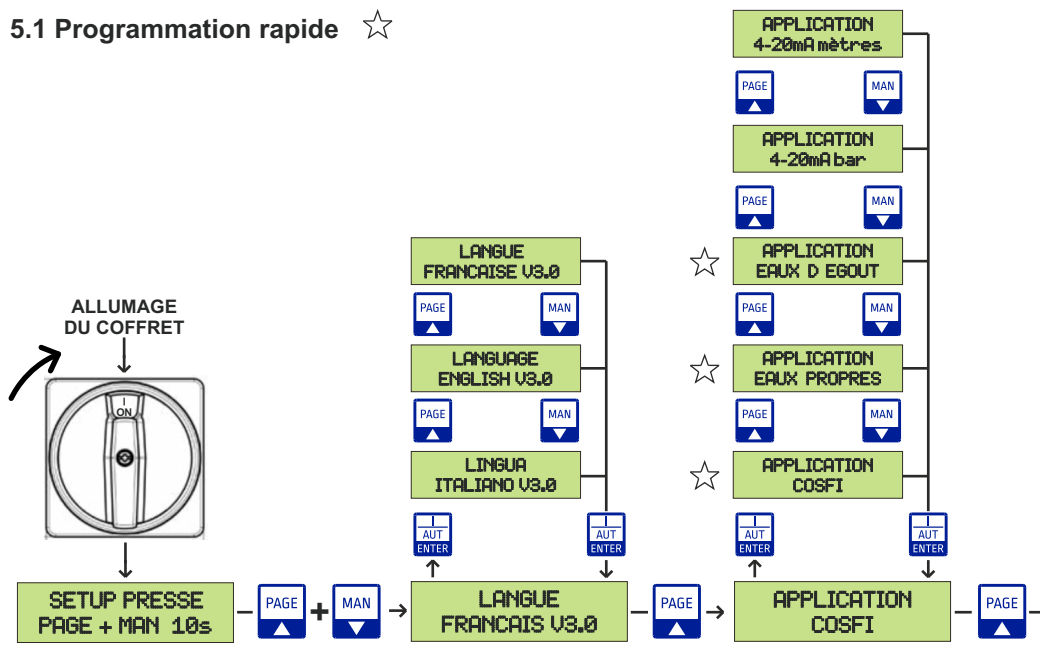 5.1 Programmation rapide
APPLICATION
4-20mA mètres
PAGE
MAN
APPLICATION
4-20mA bar
PAGE
MAN
LANGUE
FRANCAISE V3.0
APPLICATION
EAUX D EGOUT
PAGE
MAN
PAGE
MAN
ALLUMAGE
DU COFFRET
LANGUAGE
ENGLISH V3.0
APPLICATION
EAUX PROPRES
I
ON
PAGE
MAN
PAGE
MAN
LINGUA
ITALIANO V3.0
APPLICATION
COSFI
I
AUT
ENTER
I
AUT
ENTER
I
AUT
ENTER
I
AUT
ENTER
SETUP PRESSE
PAGE + MAN 10s
PAGE
+
MAN
LANGUE
FRANCAIS V3.0
PAGE
APPLICATION
COSFI
PAGE